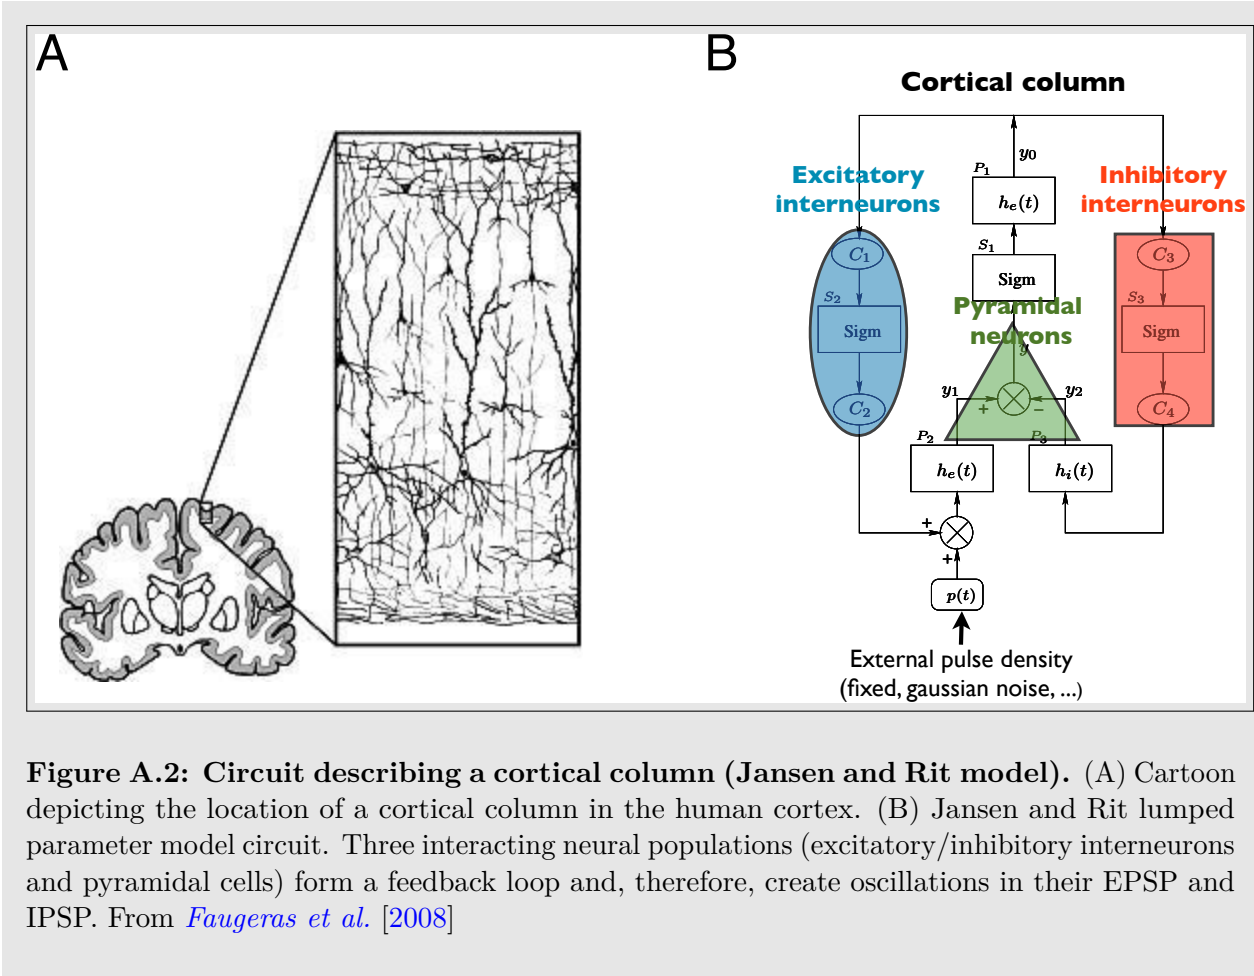 A
B
Cortical column
y0
P1
Excitatory
interneurons
he(t)
Inhibitory
interneurons
S1
C1
Sigm
C3
S2
Sigm
Pyramidal
neurons
y
S3
Sigm
y1
y2
+
−
C2
C4
P2
P3
he(t)
hi(t)
+
+
p(t)
External pulse density
(fixed, gaussian noise, ...)
Figure A.2: Circuit describing a cortical column (Jansen and Rit model). (A) Cartoon
depicting the location of a cortical column in the human cortex. (B) Jansen and Rit lumped
parameter model circuit. Three interacting neural populations (excitatory/inhibitory interneurons
and pyramidal cells) form a feedback loop and, therefore, create oscillations in their EPSP and
IPSP. From Faugeras et al. [2008]